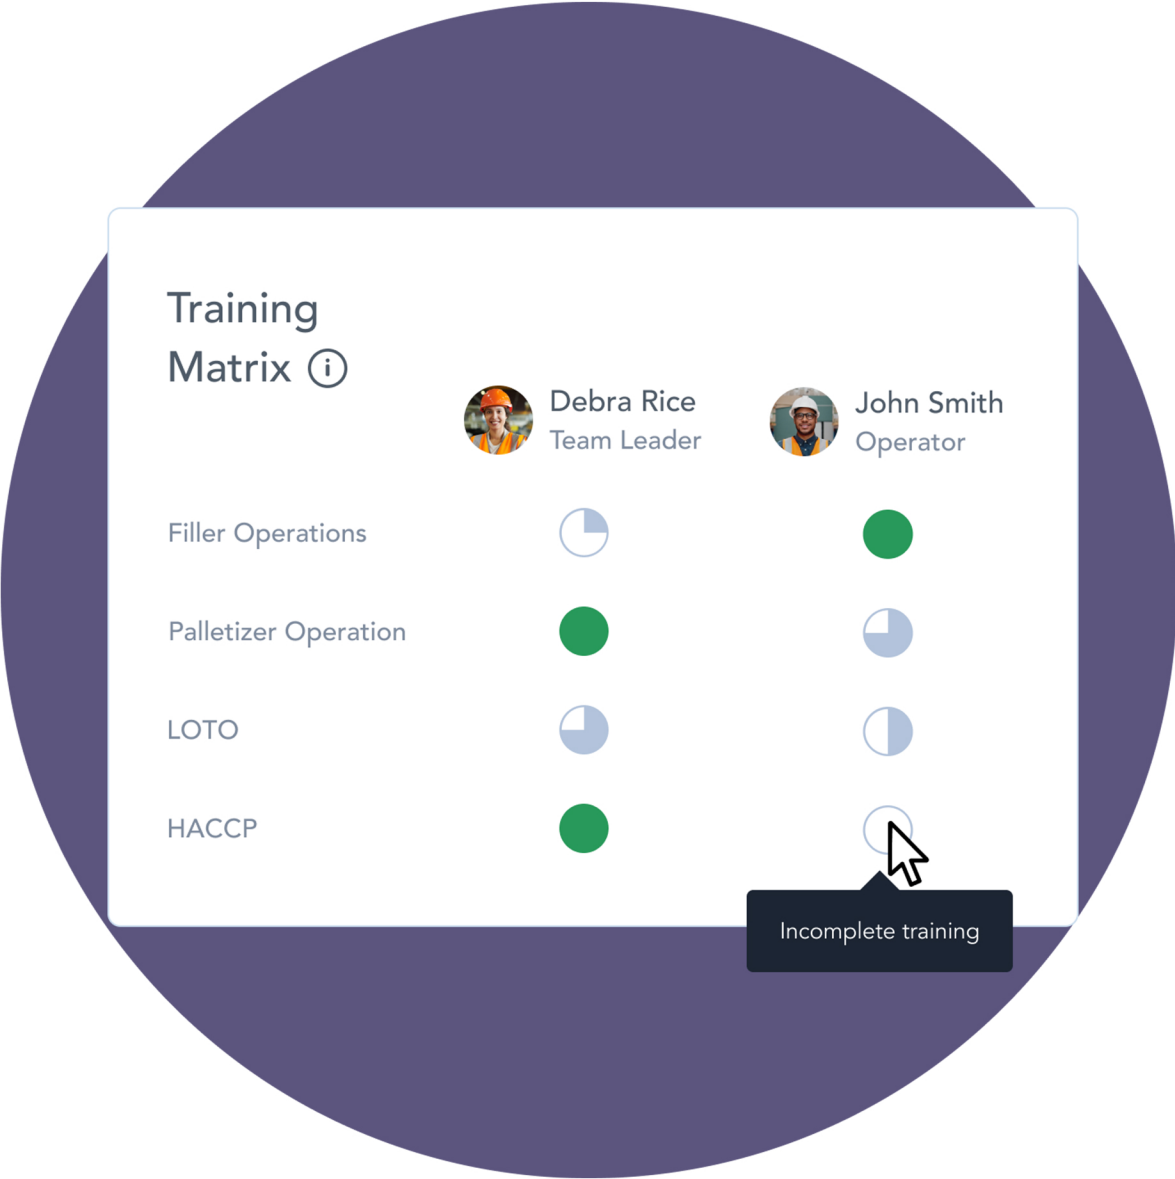 Training
Matrix i
Debra Rice
Team Leader
John Smith
Operator
Filler Operations
Palletizer Operation
LOTO
HACCP
Incomplete training